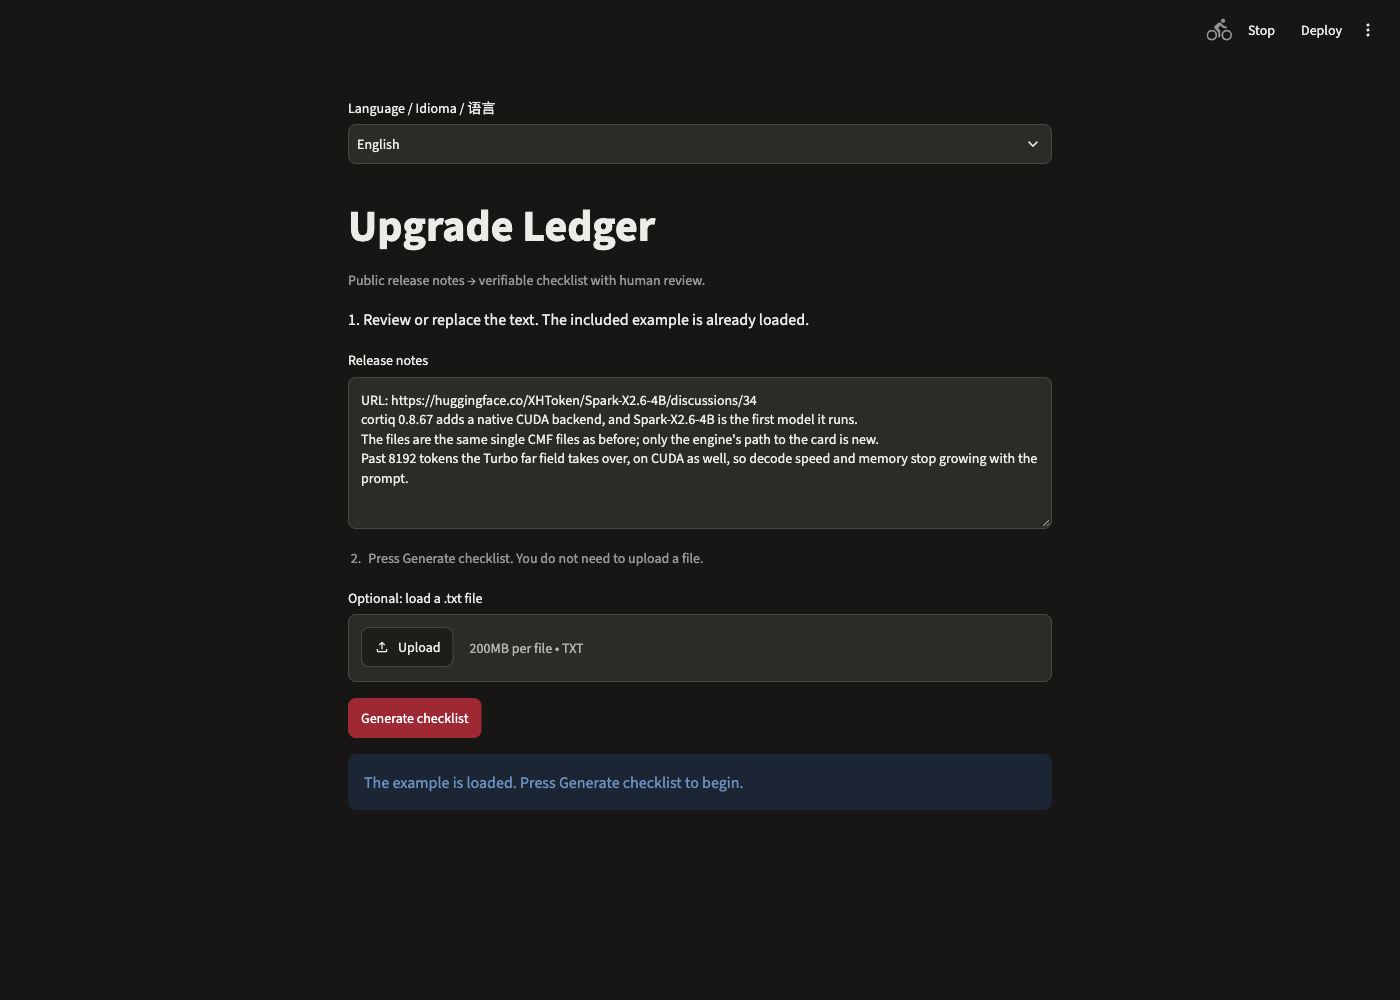 Stop
Deploy
Language / Idioma / 语言
English
Upgrade Ledger
Public release notes → verifiable checklist with human review.
1. Review or replace the text. The included example is already loaded.
Release notes
URL: https://huggingface.co/XHToken/Spark-X2.6-4B/discussions/34
cortiq 0.8.67 adds a native CUDA backend, and Spark-X2.6-4B is the first model it runs.
The files are the same single CMF files as before; only the engine's path to the card is new.
Past 8192 tokens the Turbo far field takes over, on CUDA as well, so decode speed and memory stop growing with the
prompt.
2. Press Generate checklist. You do not need to upload a file.
Optional: load a .txt file
Upload
200MB per file • TXT
Generate checklist
The example is loaded. Press Generate checklist to begin.